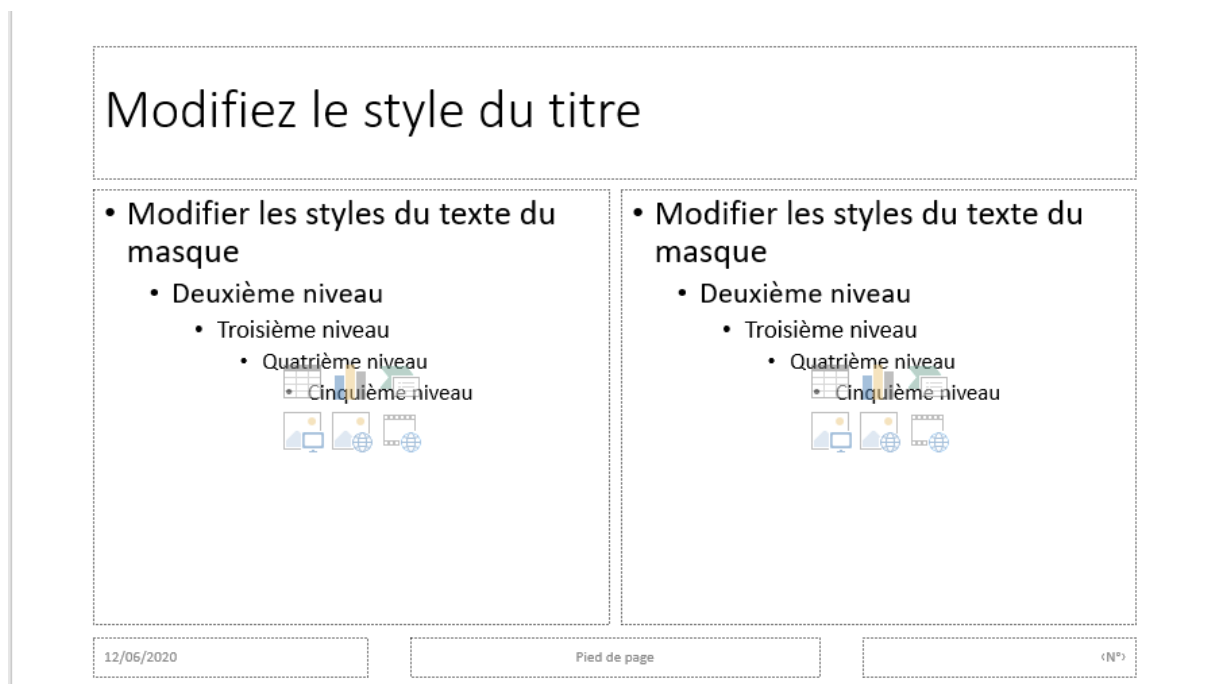 Modifiez le style du titre
• Modifier les styles du texte du
masque
• Deuxième niveau
• Troisième niveau
• Quatrième niveau
• Cinquième niveau
• Modifier les styles du texte du
masque
• Deuxième niveau
• Troisième niveau
• Quatrième niveau
• Cinquième niveau
12/06/2020
Pied de page
‹N°›